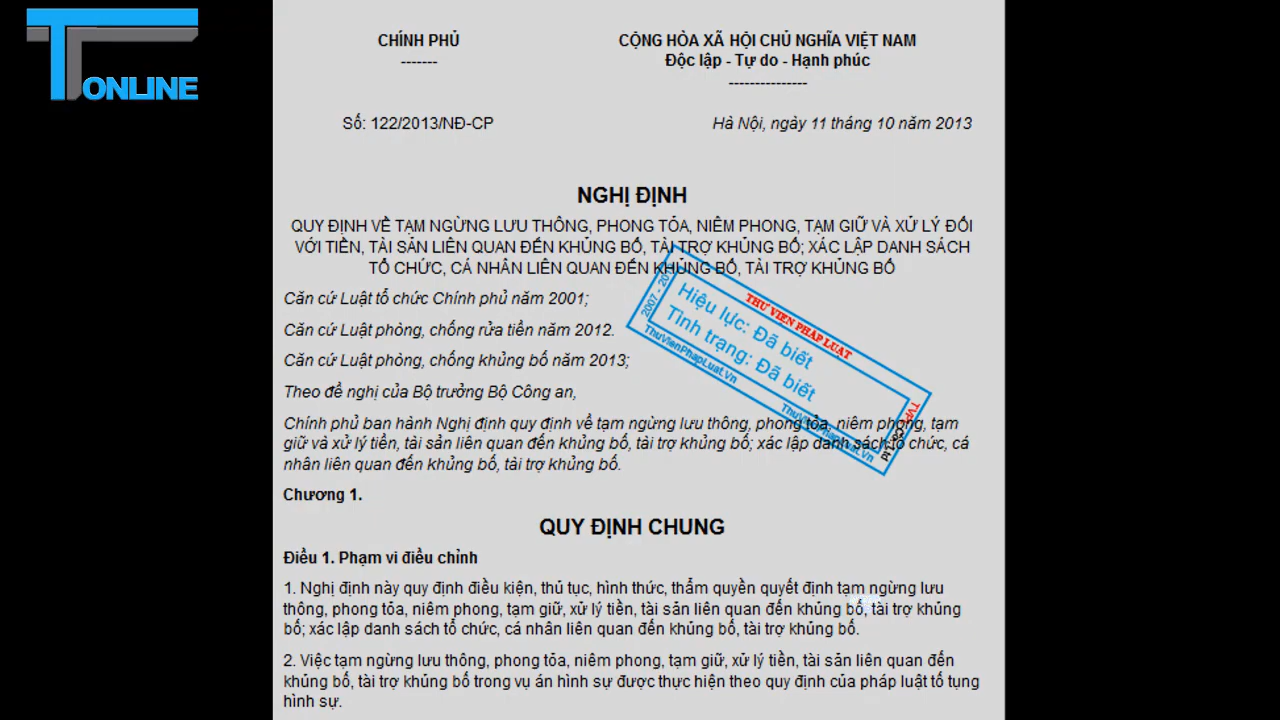 T ONLINE
CHÍNH PHỦ
-------
CỘNG HÒA XÃ HỘI CHỦ NGHĨA VIỆT NAM
Độc lập - Tự do - Hạnh phúc
---------------
Số: 122/2013/NĐ-CP
Hà Nội, ngày 11 tháng 10 năm 2013
NGHỊ ĐỊNH
QUY ĐỊNH VỀ TẠM NGỪNG LƯU THÔNG, PHONG TỎA, NIÊM PHONG, TẠM GIỮ VÀ XỬ LÝ ĐỐI
VỚI TIỀN, TÀI SẢN LIÊN QUAN ĐẾN KHỦNG BỐ, TÀI TRỢ KHỦNG BỐ; XÁC LẬP DANH SÁCH
TỔ CHỨC, CÁ NHÂN LIÊN QUAN ĐẾN KHỦNG BỐ, TÀI TRỢ KHỦNG BỐ
Căn cứ Luật tổ chức Chính phủ năm 2001;
Căn cứ Luật phòng, chống rửa tiền năm 2012.
Căn cứ Luật phòng, chống khủng bố năm 2013;
Theo đề nghị của Bộ trưởng Bộ Công an,
Chính phủ ban hành Nghị định quy định về tạm ngừng lưu thông, phong tỏa, niêm phong, tạm
giữ và xử lý tiền, tài sản liên quan đến khủng bố, tài trợ khủng bố; xác lập danh sách tổ chức, cá
nhân liên quan đến khủng bố, tài trợ khủng bố.
THƯ VIEN PHÁP LUẬT
Hiệu lực: Đã biết
Tình trạng: Đã biết
ThuVienPhapLuat.Vn
ThuVienPhapLuat.Vn
Chương 1.
QUY ĐỊNH CHUNG
Điều 1. Phạm vi điều chỉnh
1. Nghị định này quy định điều kiện, thủ tục, hình thức, thẩm quyền quyết định tạm ngừng lưu
thông, phong tỏa, niêm phong, tạm giữ, xử lý tiền, tài sản liên quan đến khủng bố, tài trợ khủng
bố; xác lập danh sách tổ chức, cá nhân liên quan đến khủng bố, tài trợ khủng bố.
2. Việc tạm ngừng lưu thông, phong tỏa, niêm phong, tạm giữ, xử lý tiền, tài sản liên quan đến
khủng bố, tài trợ khủng bố trong vụ án hình sự được thực hiện theo quy định của pháp luật tố tụng
hình sự.